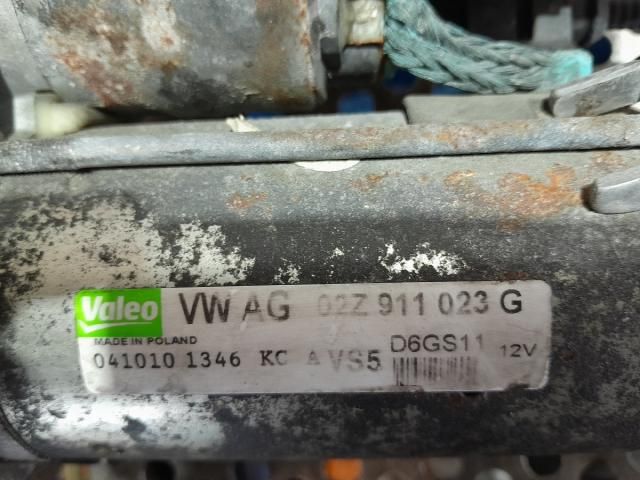 Valeo VW AG 02Z 911 023 G
MADE IN POLAND D6GS11
041010 1346 KC A VS5 12V